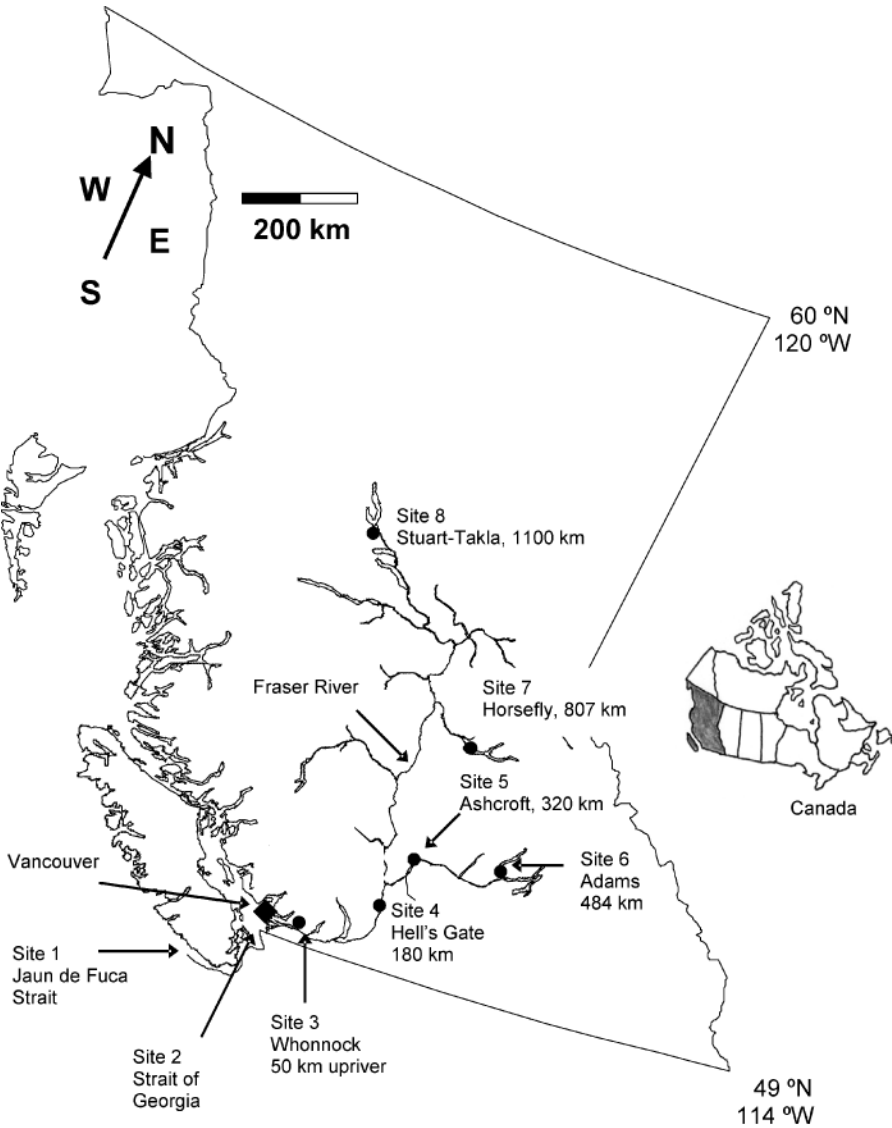 N
W
E
S
200 km
60 ºN
120 ºW
Site 8
Stuart-Takla, 1100 km
Fraser River
Site 7
Horsefly, 807 km
Site 5
Ashcroft, 320 km
Canada
Vancouver
Site 6
Adams
484 km
Site 4
Hell's Gate
180 km
Site 1
Jaun de Fuca
Strait
Site 3
Whonnock
50 km upriver
Site 2
Strait of
Georgia
49 ºN
114 ºW